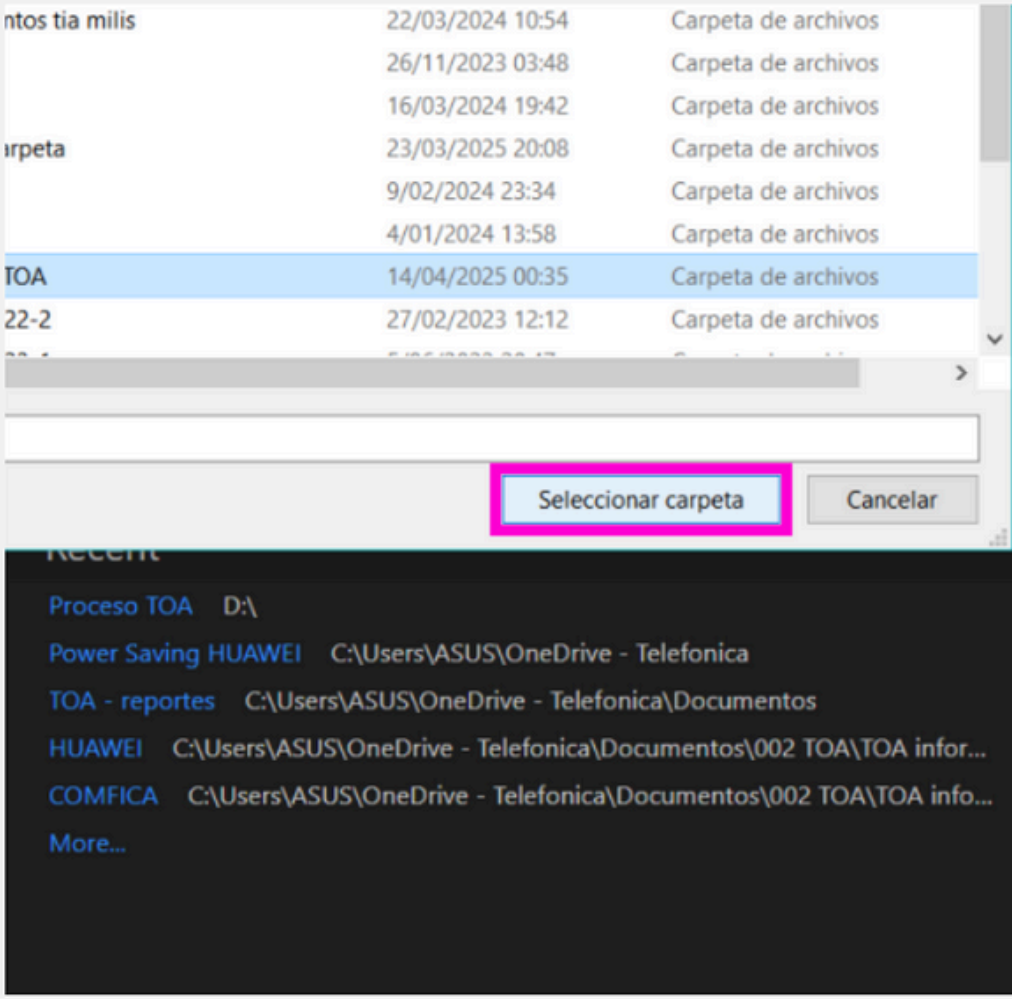 ntos tia milis 22/03/2024 10:54 Carpeta de archivos
26/11/2023 03:48 Carpeta de archivos
16/03/2024 19:42 Carpeta de archivos
arpeta 23/03/2025 20:08 Carpeta de archivos
9/02/2024 23:34 Carpeta de archivos
4/01/2024 13:58 Carpeta de archivos
TOA 14/04/2025 00:35 Carpeta de archivos
22-2 27/02/2023 12:12 Carpeta de archivos
Seleccionar carpeta Cancelar
Recent
Proceso TOA D:\
Power Saving HUAWEI C:\Users\ASUS\OneDrive - Telefonica
TOA - reportes C:\Users\ASUS\OneDrive - Telefonica\Documentos
HUAWEI C:\Users\ASUS\OneDrive - Telefonica\Documentos\002 TOA\TOA infor...
COMFICA C:\Users\ASUS\OneDrive - Telefonica\Documentos\002 TOA\TOA info...
More...